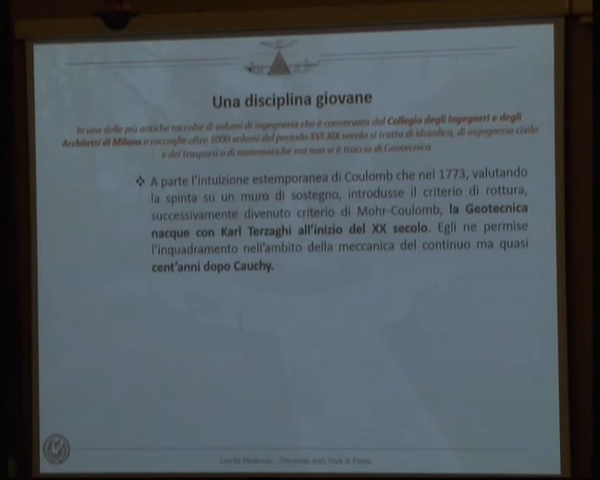 Una disciplina giovane
In una delle più antiche raccolte di volumi di ingegneria che è conservata dal Collegio degli Ingegneri e degli
Architetti di Milano e raccoglie oltre 1000 volumi del periodo XVI-XIX secolo si tratta di idraulica, di ingegneria civile
e dei trasporti o di matematiche ma non vi è traccia di Geotecnica
❖ A parte l'intuizione estemporanea di Coulomb che nel 1773, valutando
la spinta su un muro di sostegno, introdusse il criterio di rottura,
successivamente divenuto criterio di Mohr-Coulomb, la Geotecnica
nacque con Karl Terzaghi all'inizio del XX secolo. Egli ne permise
l'inquadramento nell'ambito della meccanica del continuo ma quasi
cent'anni dopo Cauchy.
Università degli Studi di